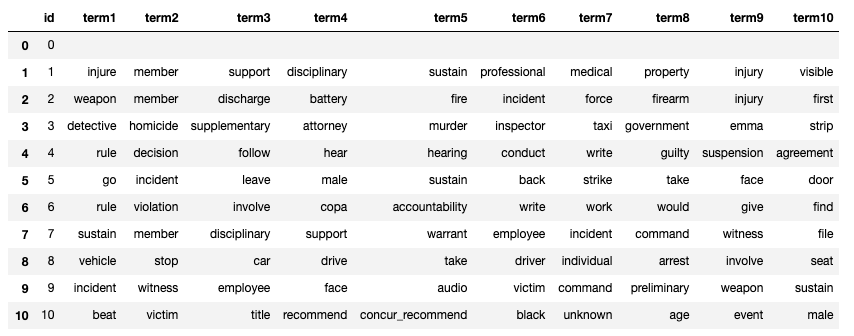 id term1 term2 term3 term4 term5 term6 term7 term8 term9 term10
0 0
1 1 injure member support disciplinary sustain professional medical property injury visible
2 2 weapon member discharge battery fire incident force firearm injury first
3 3 detective homicide supplementary attorney murder inspector taxi government emma strip
4 4 rule decision follow hear hearing conduct write guilty suspension agreement
5 5 go incident leave male sustain back strike take face door
6 6 rule violation involve copa accountability write work would give find
7 7 sustain member disciplinary support warrant employee incident command witness file
8 8 vehicle stop car drive take driver individual arrest involve seat
9 9 incident witness employee face audio victim command preliminary weapon sustain
10 10 beat victim title recommend concur_recommend black unknown age event male